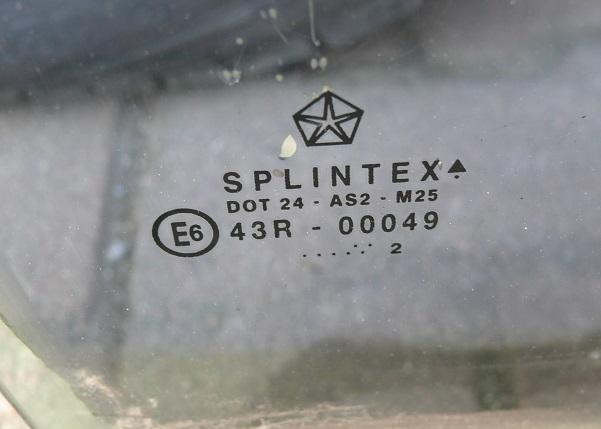 SPLINTEX
DOT 24 - AS2 - M25
E6 43R - 00049
...... 2